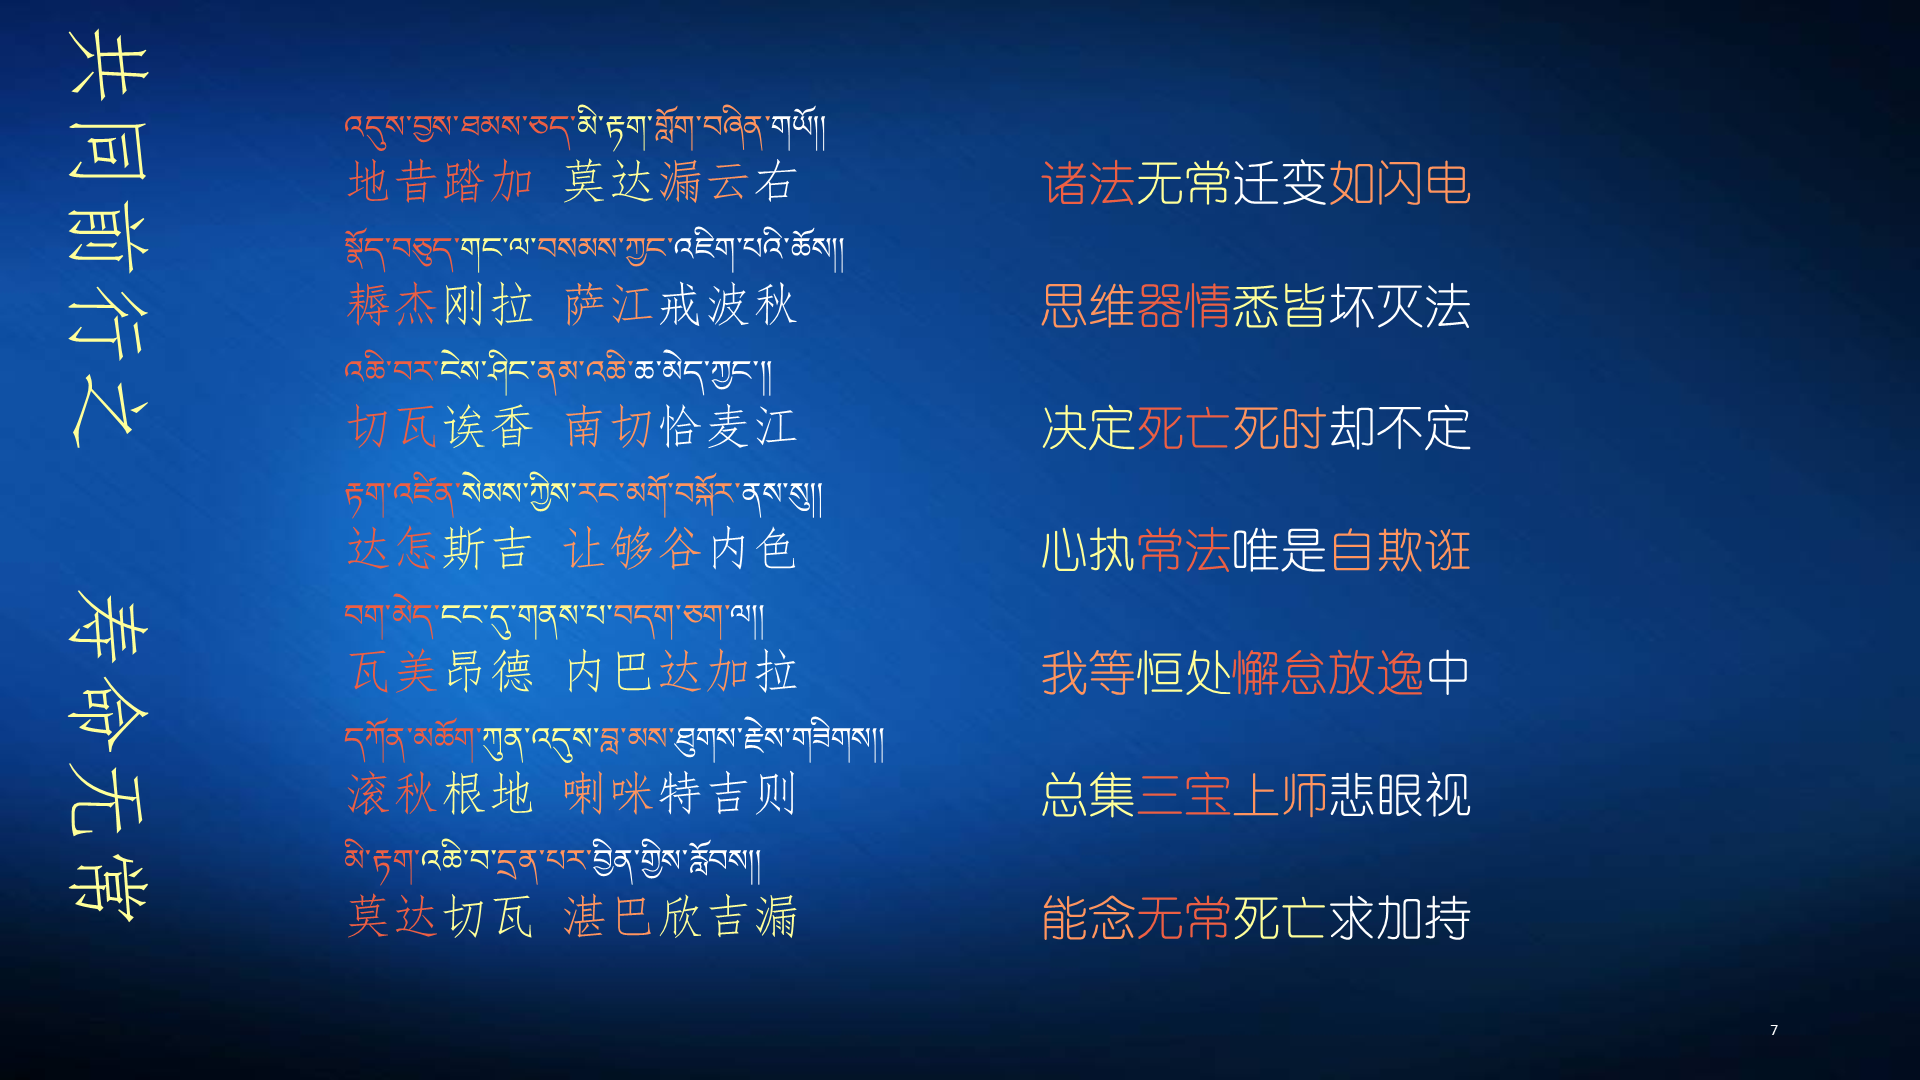 共同前行之 寿命无常
འདུས་བྱས་ཐམས་ཅད་མི་རྟག་གློག་བཞིན་གཡོ།།
地昔踏加 莫达漏云右
诸法无常迁变如闪电
སྣོད་བཅུད་གང་ལ་བསམས་ཀྱང་འཇིག་པའི་ཆོས།།
耨杰刚拉 萨江戒波秋
思维器情悉皆坏灭法
འཆི་བར་ངེས་ཤིང་ནམ་འཆི་ཆ་མེད་ཀྱང་།།
切瓦诶香 南切恰麦江
决定死亡死时却不定
རྟག་འཛིན་སེམས་ཀྱིས་རང་མགོ་བསྐོར་ནས་སུ།།
达怎斯吉 让够谷内色
心执常法唯是自欺诳
བག་མེད་ངང་དུ་གནས་པ་བདག་ཅག་ལ།།
瓦美昂德 内巴达加拉
我等恒处懈怠放逸中
དཀོན་མཆོག་ཀུན་འདུས་བླ་མས་ཐུགས་རྗེས་གཟིགས།།
滚秋根地 喇咪特吉则
总集三宝上师悲眼视
མི་རྟག་འཆི་བ་དྲན་པར་བྱིན་གྱིས་རློབས།།
莫达切瓦 湛巴欣吉漏
能念无常死亡求加持
7